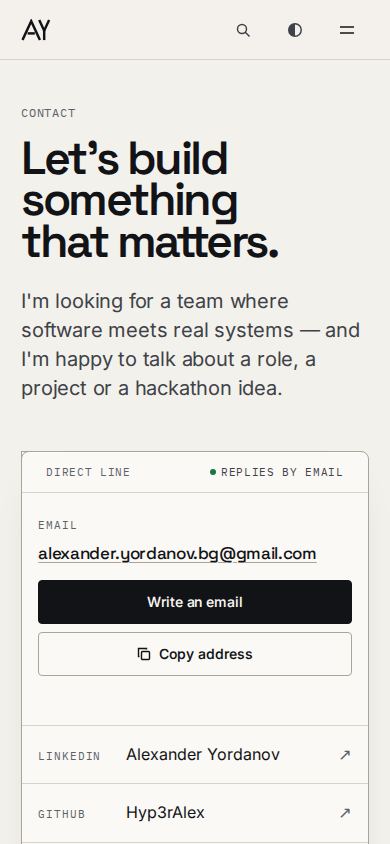 AY
CONTACT
Let’s build
something
that matters.
I'm looking for a team where
software meets real systems — and
I'm happy to talk about a role, a
project or a hackathon idea.
DIRECT LINE
REPLIES BY EMAIL
EMAIL
alexander.yordanov.bg@gmail.com
Write an email
Copy address
LINKEDIN Alexander Yordanov ↗
GITHUB Hyp3rAlex ↗